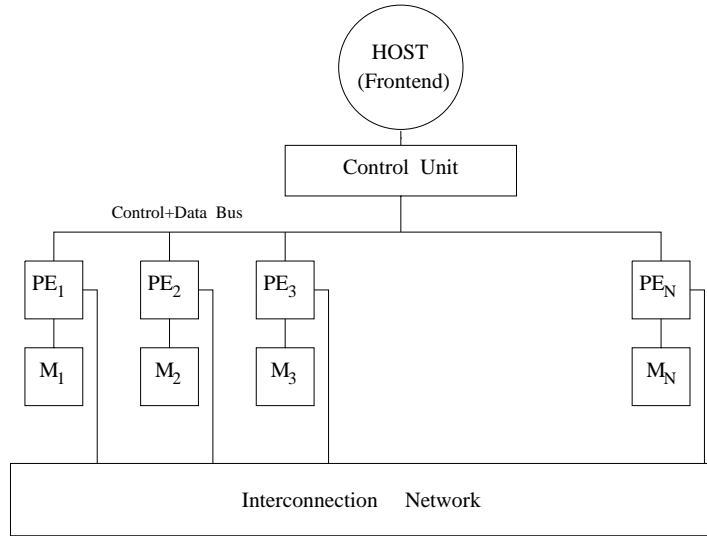 HOST
(Frontend)
Control Unit
Control+Data Bus
PE1 PE2 PE3 PEN
M1 M2 M3 MN
Interconnection Network